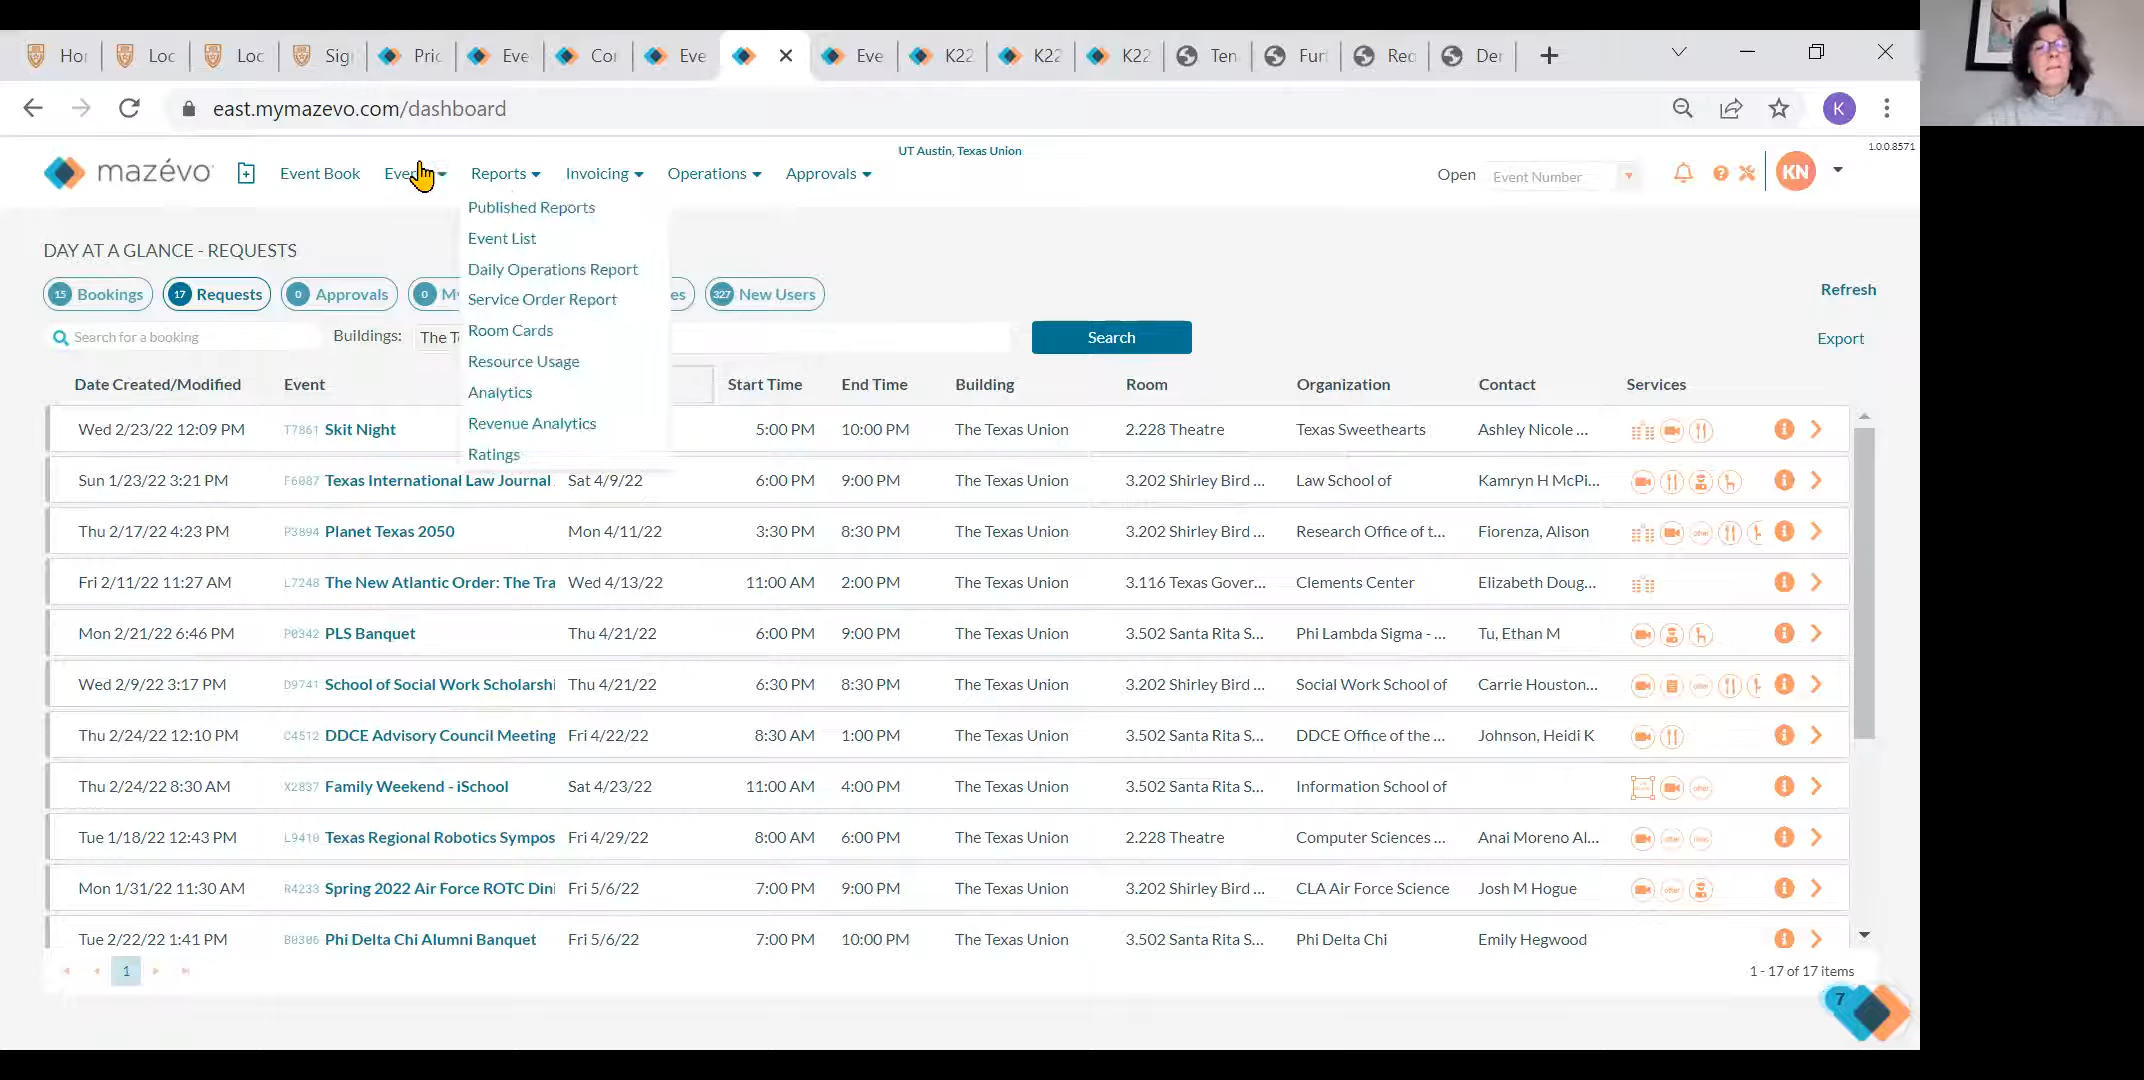 Hor Loc Loc Sig Pric Eve Cor Eve Eve K22 K22 K22 Ten Furn Req Der
east.mymazevo.com/dashboard K
1.0.0.8571
UT Austin, Texas Union
mazévo Event Book Reports Invoicing Operations Approvals Open Event Number KN
Published Reports
Event List
Daily Operations Report
Service Order Report
Room Cards
Resource Usage
Analytics
Revenue Analytics
Ratings
DAY AT A GLANCE - REQUESTS
15 Bookings 17 Requests 0 Approvals 0 327 New Users
Refresh
Search for a booking Buildings: The Search
Export
Date Created/Modified Event Start Time End Time Building Room Organization Contact Services
Wed 2/23/22 12:09 PM T7861 Skit Night 5:00 PM 10:00 PM The Texas Union 2.228 Theatre Texas Sweethearts Ashley Nicole ...
Sun 1/23/22 3:21 PM F6087 Texas International Law Journal Sat 4/9/22 6:00 PM 9:00 PM The Texas Union 3.202 Shirley Bird ... Law School of Kamryn H McPi...
Thu 2/17/22 4:23 PM P3894 Planet Texas 2050 Mon 4/11/22 3:30 PM 8:30 PM The Texas Union 3.202 Shirley Bird ... Research Office of t... Fiorenza, Alison
Fri 2/11/22 11:27 AM L7248 The New Atlantic Order: The Tra Wed 4/13/22 11:00 AM 2:00 PM The Texas Union 3.116 Texas Gover... Clements Center Elizabeth Doug...
Mon 2/21/22 6:46 PM P0342 PLS Banquet Thu 4/21/22 6:00 PM 9:00 PM The Texas Union 3.502 Santa Rita S... Phi Lambda Sigma - ... Tu, Ethan M
Wed 2/9/22 3:17 PM D9741 School of Social Work Scholarshi Thu 4/21/22 6:30 PM 8:30 PM The Texas Union 3.202 Shirley Bird ... Social Work School of Carrie Houston...
Thu 2/24/22 12:10 PM C4512 DDCE Advisory Council Meeting Fri 4/22/22 8:30 AM 1:00 PM The Texas Union 3.502 Santa Rita S... DDCE Office of the ... Johnson, Heidi K
Thu 2/24/22 8:30 AM X2837 Family Weekend - iSchool Sat 4/23/22 11:00 AM 4:00 PM The Texas Union 3.502 Santa Rita S... Information School of
Tue 1/18/22 12:43 PM L9410 Texas Regional Robotics Sympos Fri 4/29/22 8:00 AM 6:00 PM The Texas Union 2.228 Theatre Computer Sciences ... Anai Moreno Al...
Mon 1/31/22 11:30 AM R4233 Spring 2022 Air Force ROTC Dini Fri 5/6/22 7:00 PM 9:00 PM The Texas Union 3.202 Shirley Bird ... CLA Air Force Science Josh M Hogue
Tue 2/22/22 1:41 PM B0306 Phi Delta Chi Alumni Banquet Fri 5/6/22 7:00 PM 10:00 PM The Texas Union 3.502 Santa Rita S... Phi Delta Chi Emily Hegwood
1 1 - 17 of 17 items
7